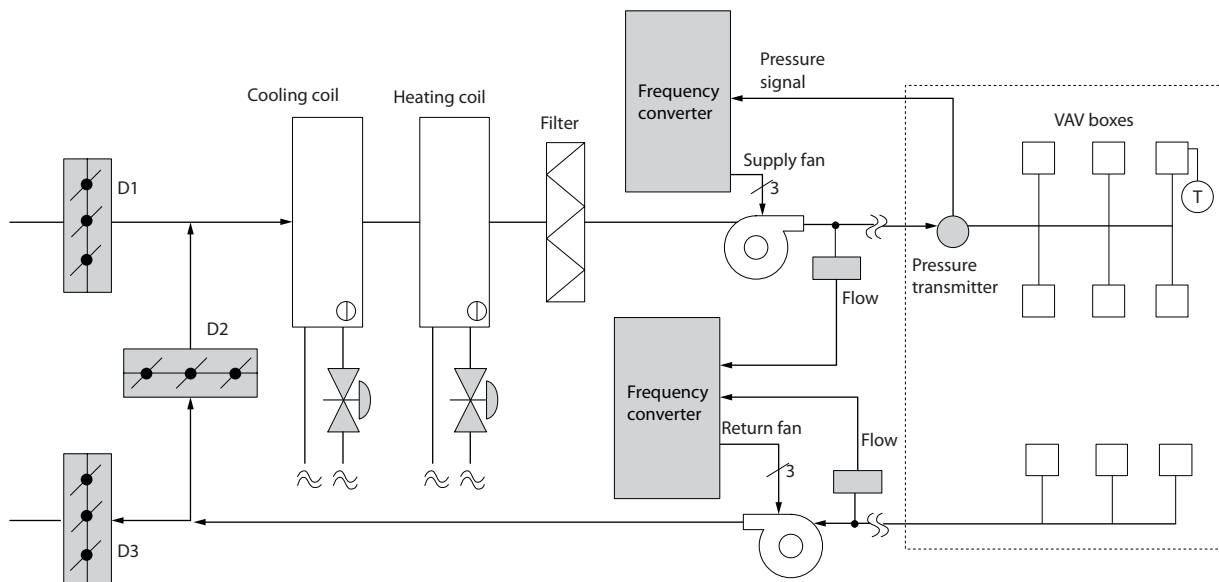 Pressure
signal
Frequency
converter
Cooling coil
Heating coil
Filter
VAV boxes
Supply fan
3
D1
T
Pressure
transmitter
Flow
D2
Frequency
converter
Return fan
Flow
3
D3